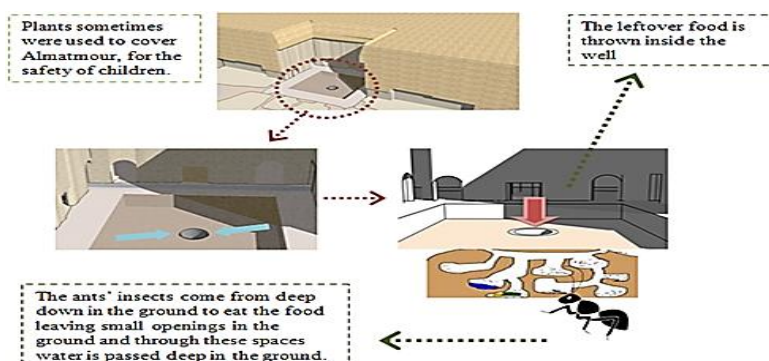 Plants sometimes
were used to cover
Almatmour, for the
safety of children.
The leftover food is
thrown inside the
well
The ants' insects come from deep
down in the ground to eat the food
leaving small openings in the
ground and through these spaces
water is passed deep in the ground.